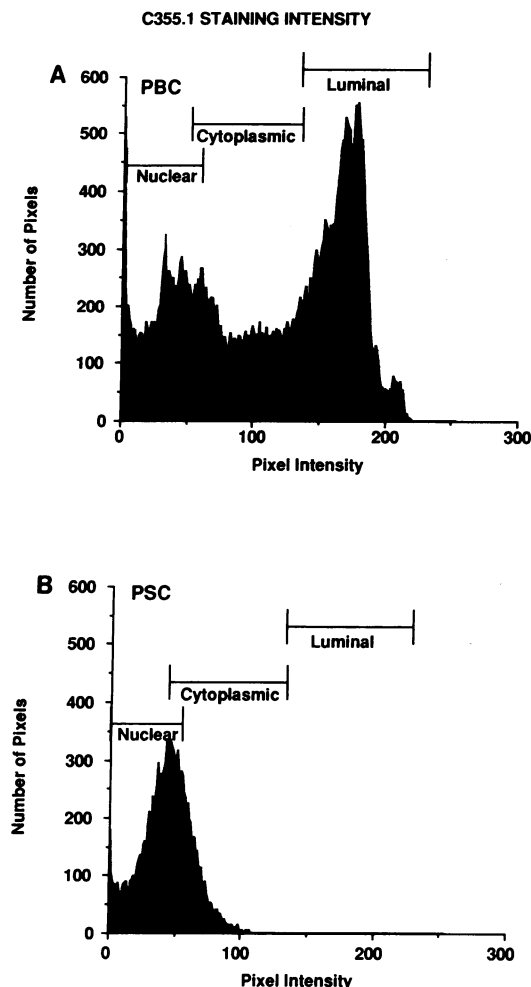 C355.1 STAINING INTENSITY
A
PBC
Luminal
Cytoplasmic
Nuclear
Number of Pixels
600
500
400
300
200
100
0
0 100 200 300
Pixel Intensity
B
PSC
Luminal
Cytoplasmic
Nuclear
Number of Pixels
600
500
400
300
200
100
0
0 100 200 300
Pixel Intensity